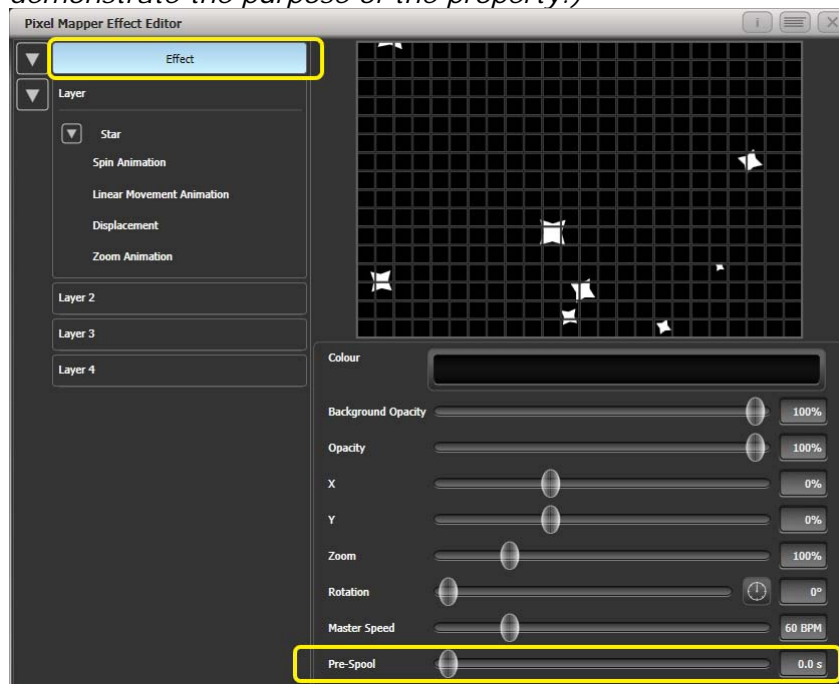 demonstrate the purpose of the property.)
Pixel Mapper Effect Editor
Effect
Layer
Star
Spin Animation
Linear Movement Animation
Displacement
Zoom Animation
Layer 2
Layer 3
Layer 4
Colour
Background Opacity 100%
Opacity 100%
X 0%
Y 0%
Zoom 100%
Rotation 0°
Master Speed 60 BPM
Pre-Spool 0.0 s